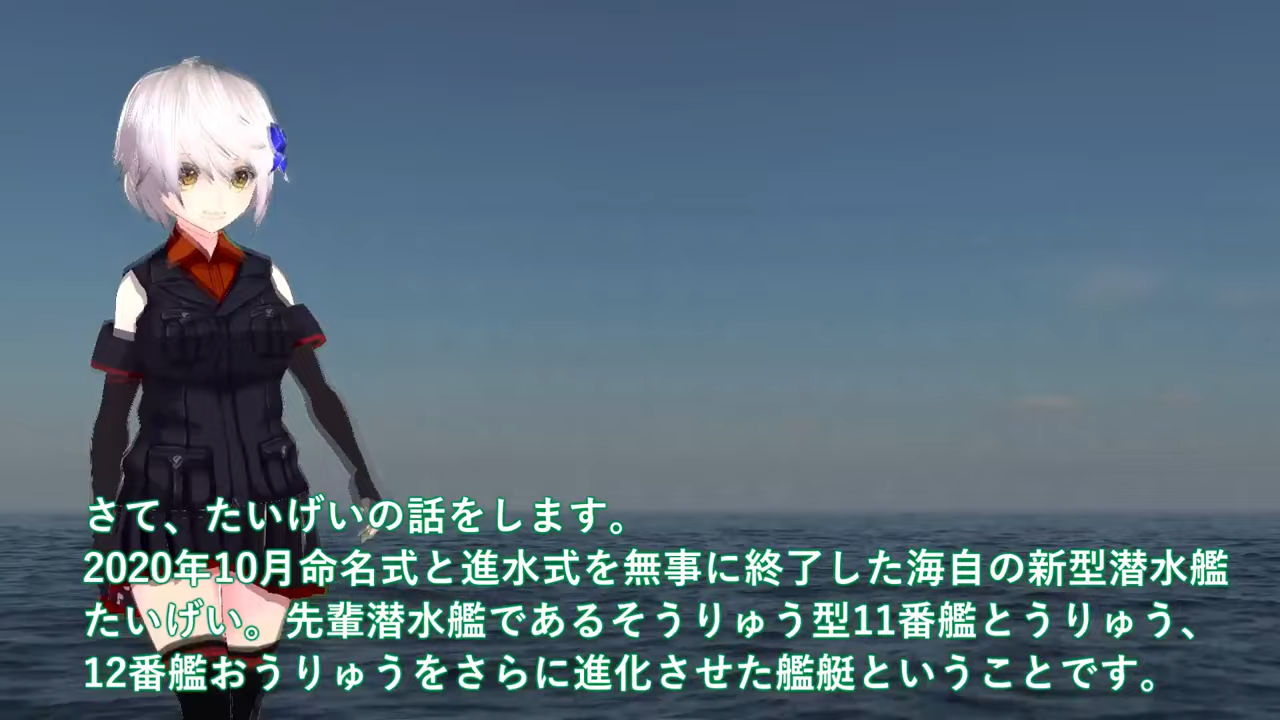 さて、たいげいの話をします。
2020年10月命名式と進水式を無事に終了した海自の新型潜水艦
たいげい。先輩潜水艦であるそうりゅう型11番艦とうりゅう、
12番艦おうりゅうをさらに進化させた艦艇ということです。